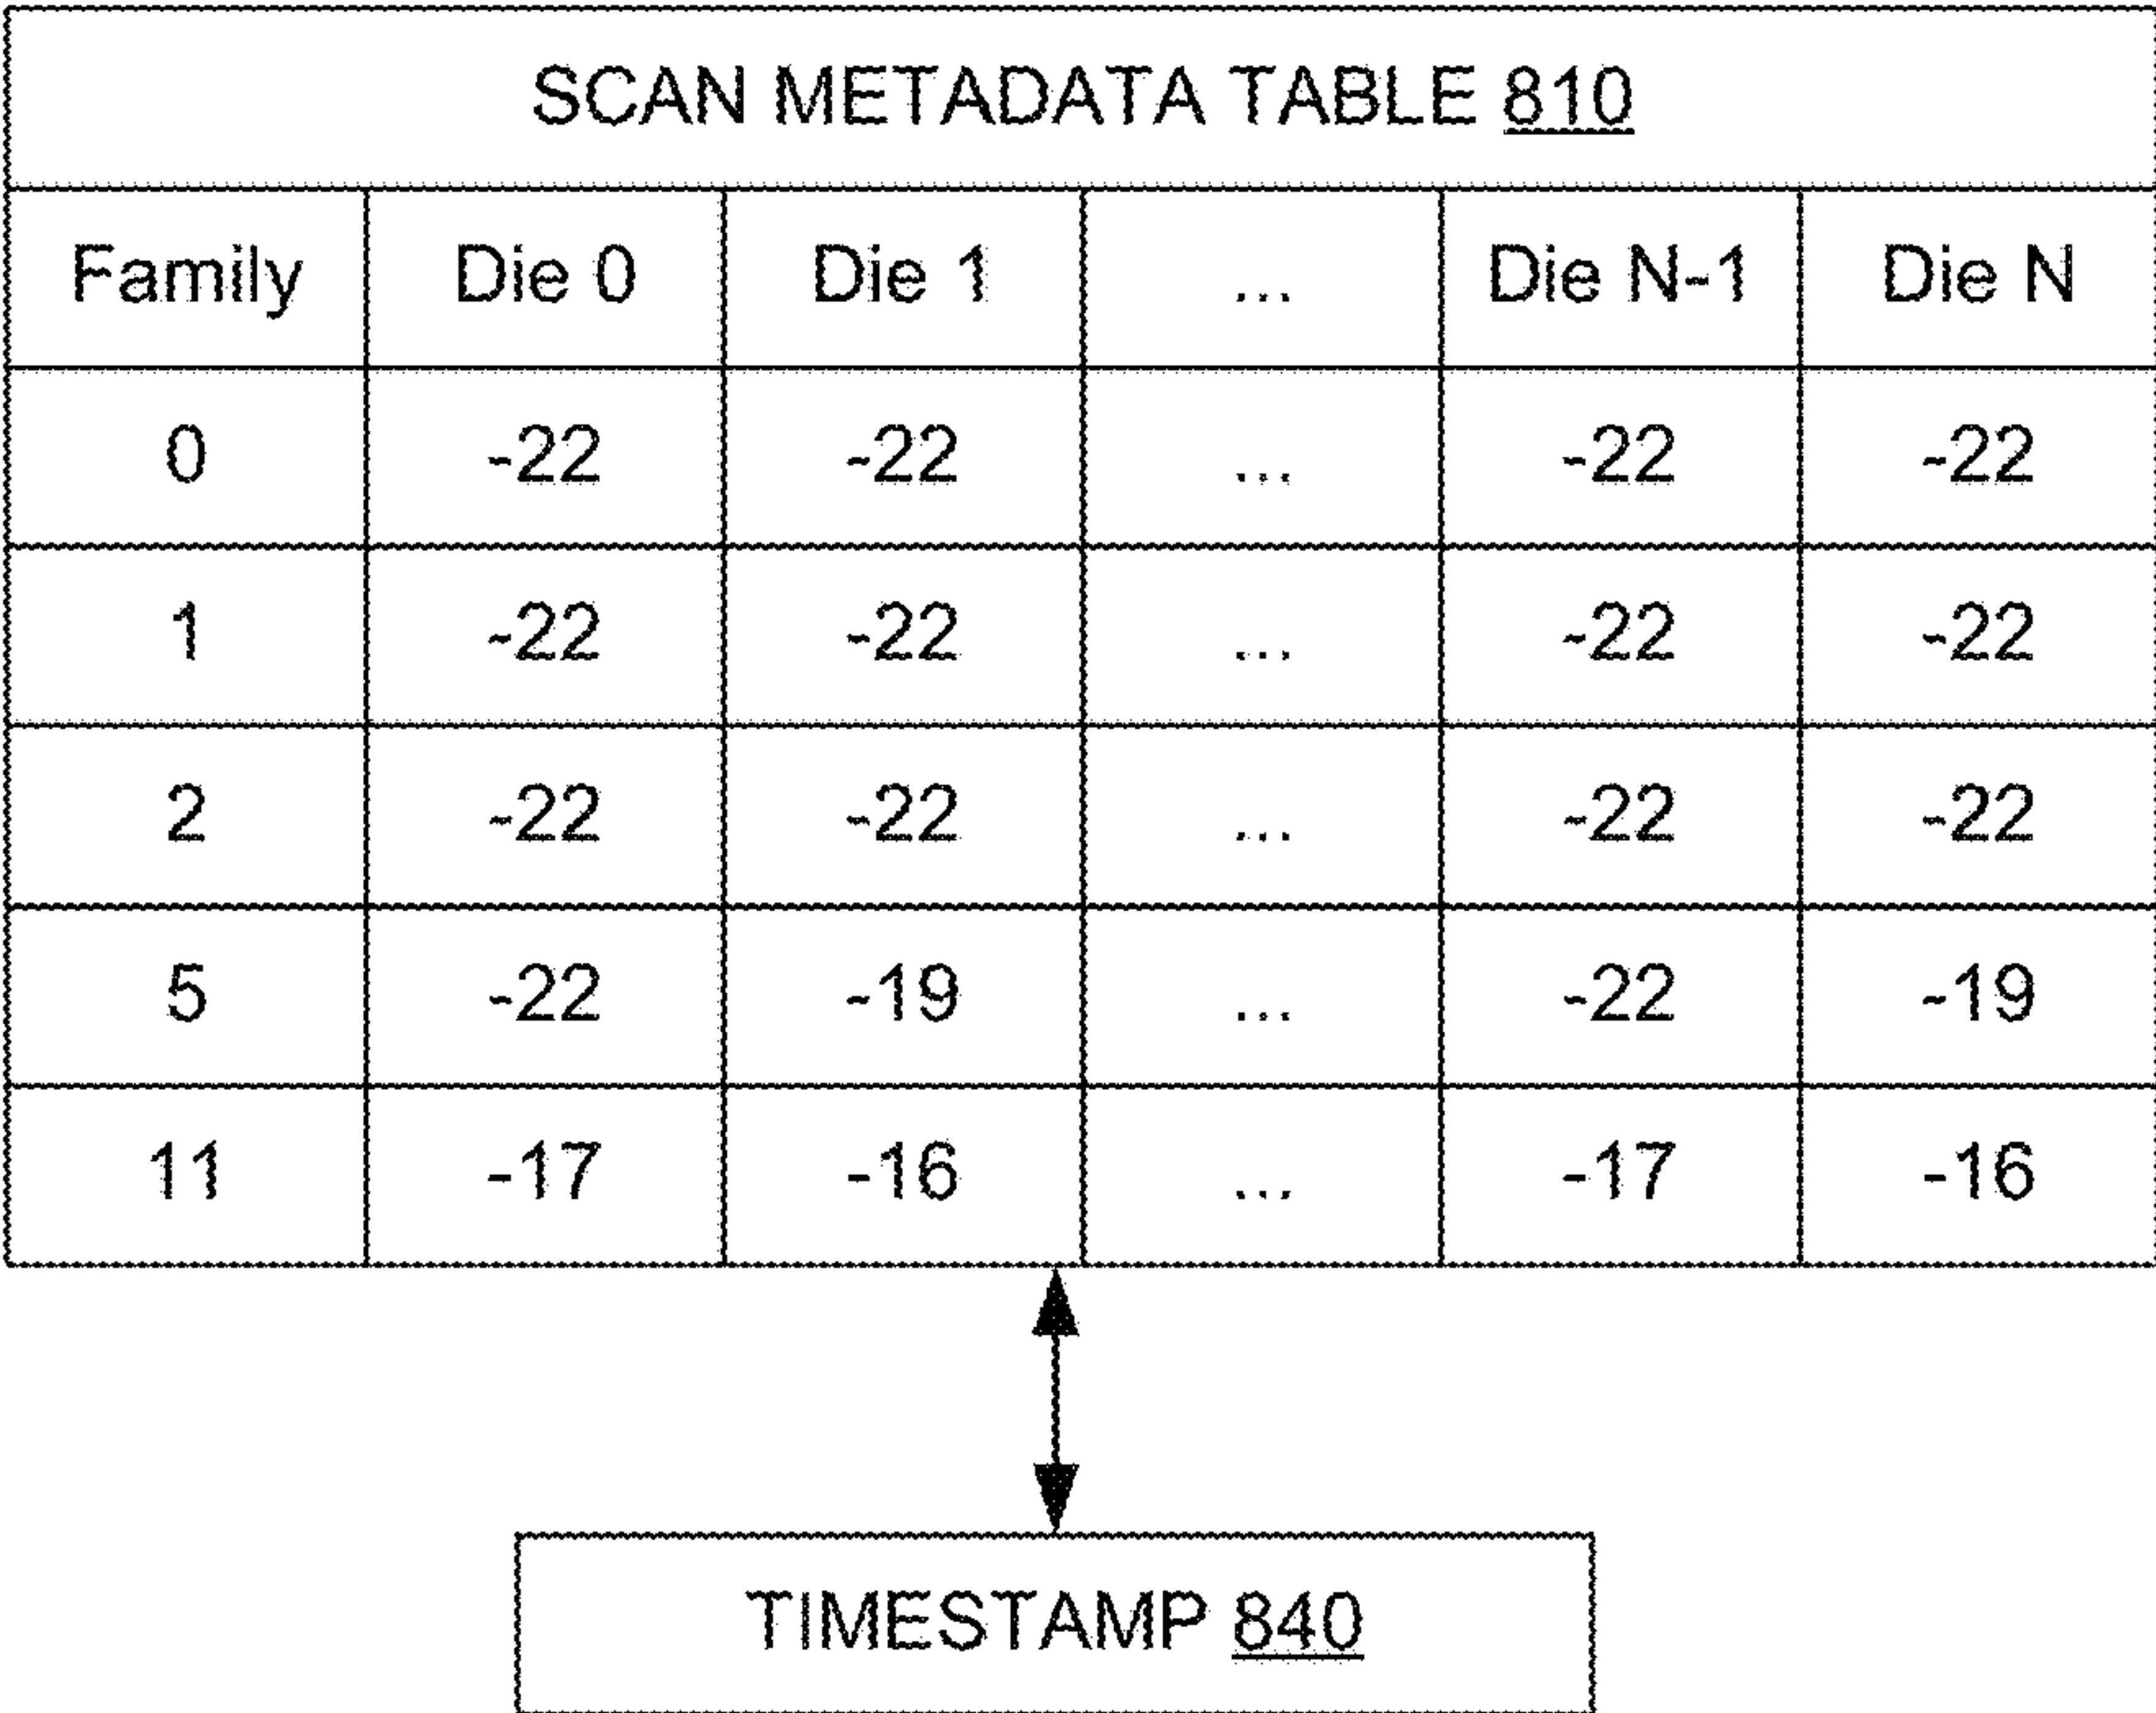 SCAN METADATA TABLE 810
Family Die 0 Die 1 ... Die N-1 Die N
0 -22 -22 ... -22 -22
1 -22 -22 ... -22 -22
2 -22 -22 ... -22 -22
5 -22 -19 ... -22 -19
11 -17 -16 ... -17 -16
TIMESTAMP 840